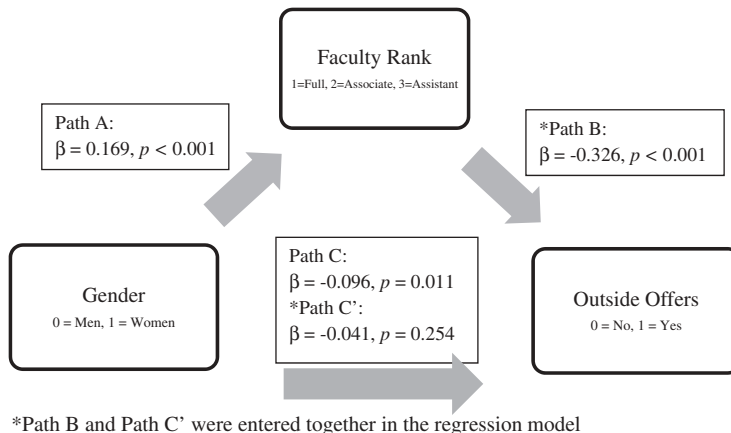 Faculty Rank
1=Full, 2=Associate, 3=Assistant
Path A:
β = 0.169, p < 0.001
*Path B:
β = -0.326, p < 0.001
Gender
0 = Men, 1 = Women
Path C:
β = -0.096, p = 0.011
*Path C’:
β = -0.041, p = 0.254
Outside Offers
0 = No, 1 = Yes
*Path B and Path C’ were entered together in the regression model